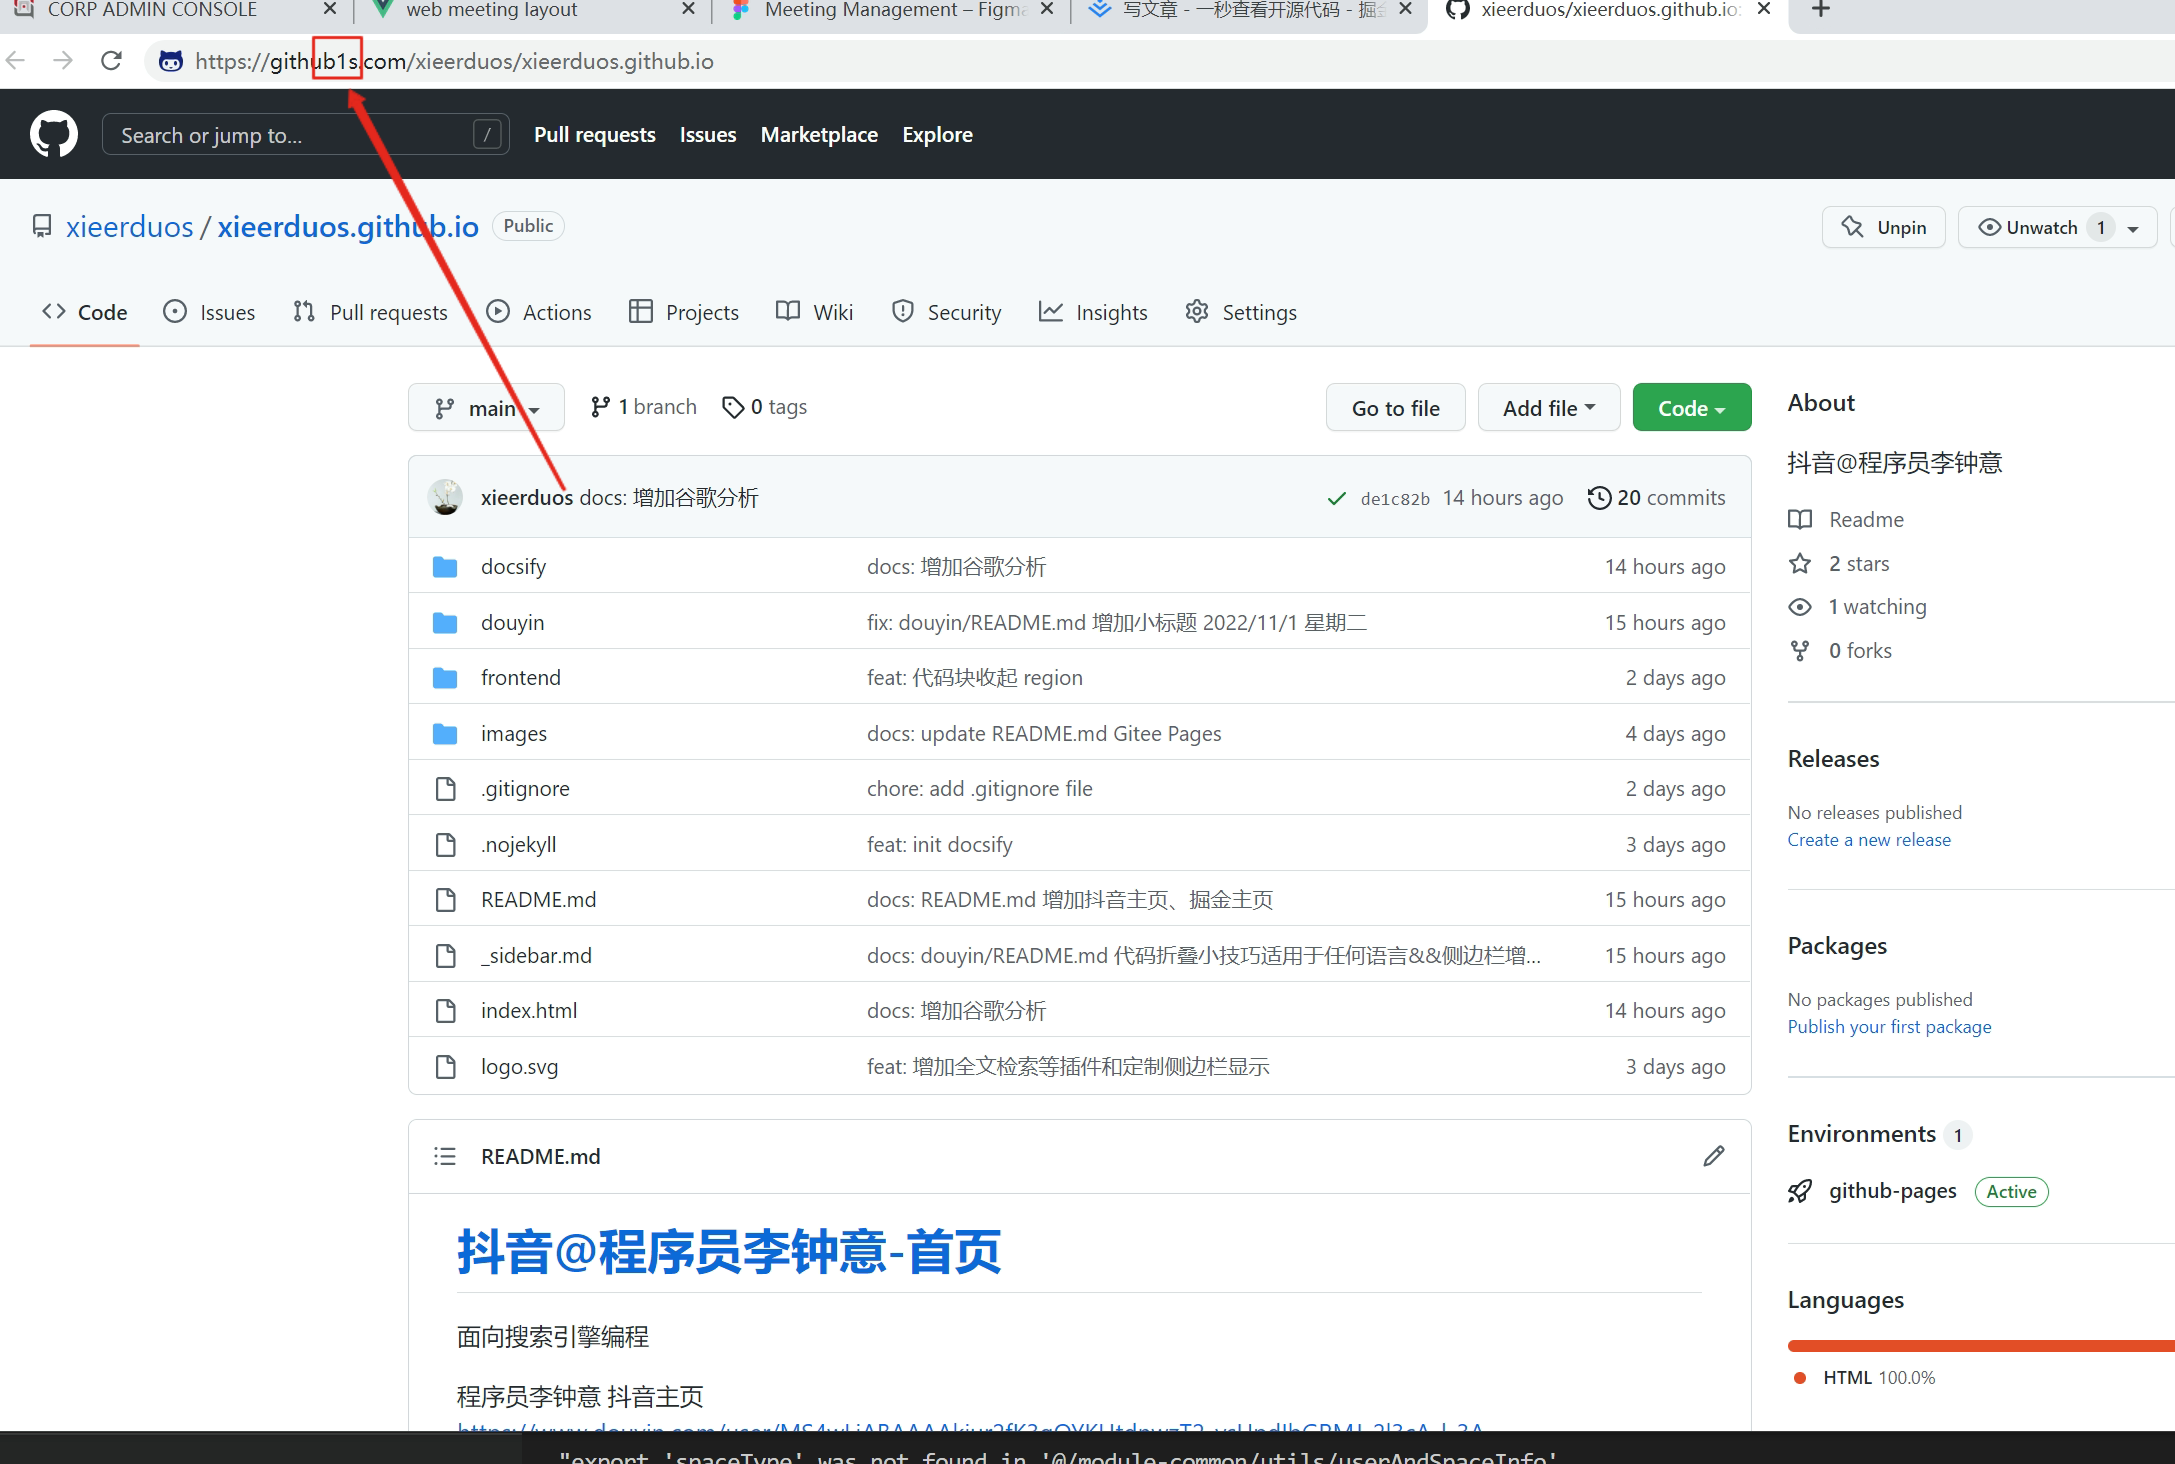 CORP ADMIN CONSOLE
web meeting layout
Meeting Management – Figma
写文章 - 一秒查看开源代码 - 掘金
xieerduos/xieerduos.github.io:
https://github1s.com/xieerduos/xieerduos.github.io
Search or jump to... /
Pull requests Issues Marketplace Explore
xieerduos / xieerduos.github.io Public
Unpin
Unwatch 1
Code Issues Pull requests Actions Projects Wiki Security Insights Settings
main 1 branch 0 tags
Go to file Add file Code
xieerduos docs: 增加谷歌分析 de1c82b 14 hours ago 20 commits
docsify docs: 增加谷歌分析 14 hours ago
douyin fix: douyin/README.md 增加小标题 2022/11/1 星期二 15 hours ago
frontend feat: 代码块收起 region 2 days ago
images docs: update README.md Gitee Pages 4 days ago
.gitignore chore: add .gitignore file 2 days ago
.nojekyll feat: init docsify 3 days ago
README.md docs: README.md 增加抖音主页、掘金主页 15 hours ago
_sidebar.md docs: douyin/README.md 代码折叠小技巧适用于任何语言&&侧边栏增... 15 hours ago
index.html docs: 增加谷歌分析 14 hours ago
logo.svg feat: 增加全文检索等插件和定制侧边栏显示 3 days ago
README.md
抖音@程序员李钟意-首页
面向搜索引擎编程
程序员李钟意 抖音主页
About
抖音@程序员李钟意
Readme
2 stars
1 watching
0 forks
Releases
No releases published
Create a new release
Packages
No packages published
Publish your first package
Environments 1
github-pages Active
Languages
HTML 100.0%
"export 'spaceType' was not found in '@/module-common/utils/userAndSpaceInfo'